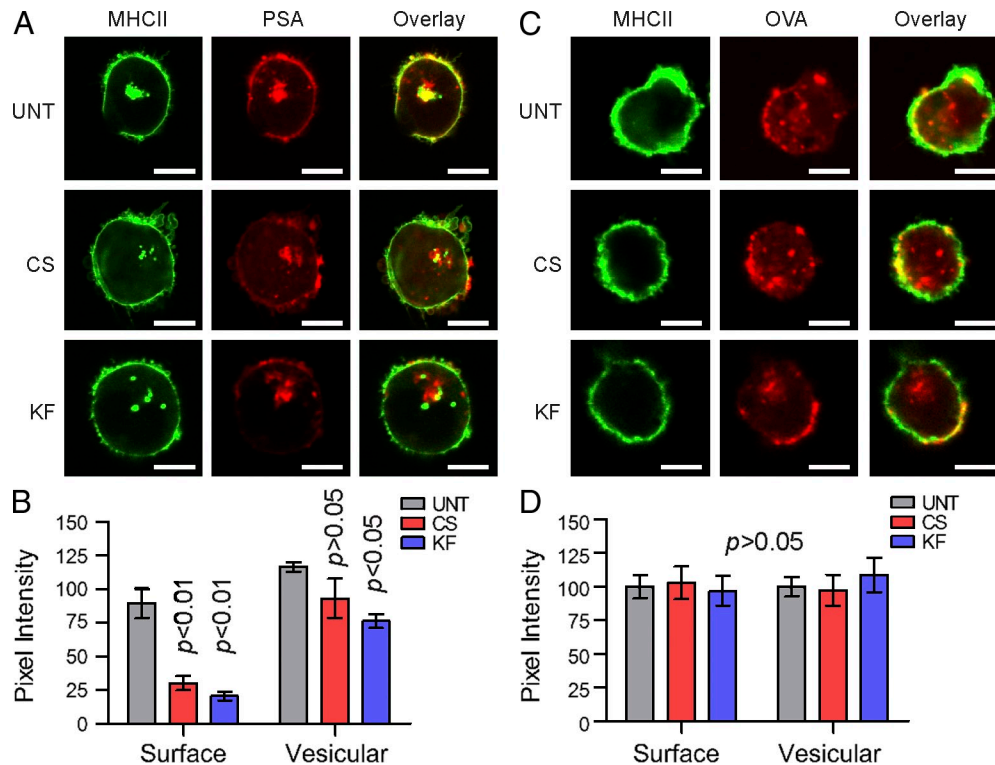 A
MHCII PSA Overlay
UNT
CS
KF
B
150
125
100
75
50
25
0
Pixel Intensity
UNT
CS
KF
p<0.01
p<0.01
p>0.05
p<0.05
Surface Vesicular
C
MHCII OVA Overlay
UNT
CS
KF
D
150
125
100
75
50
25
0
Pixel Intensity
UNT
CS
KF
p>0.05
Surface Vesicular